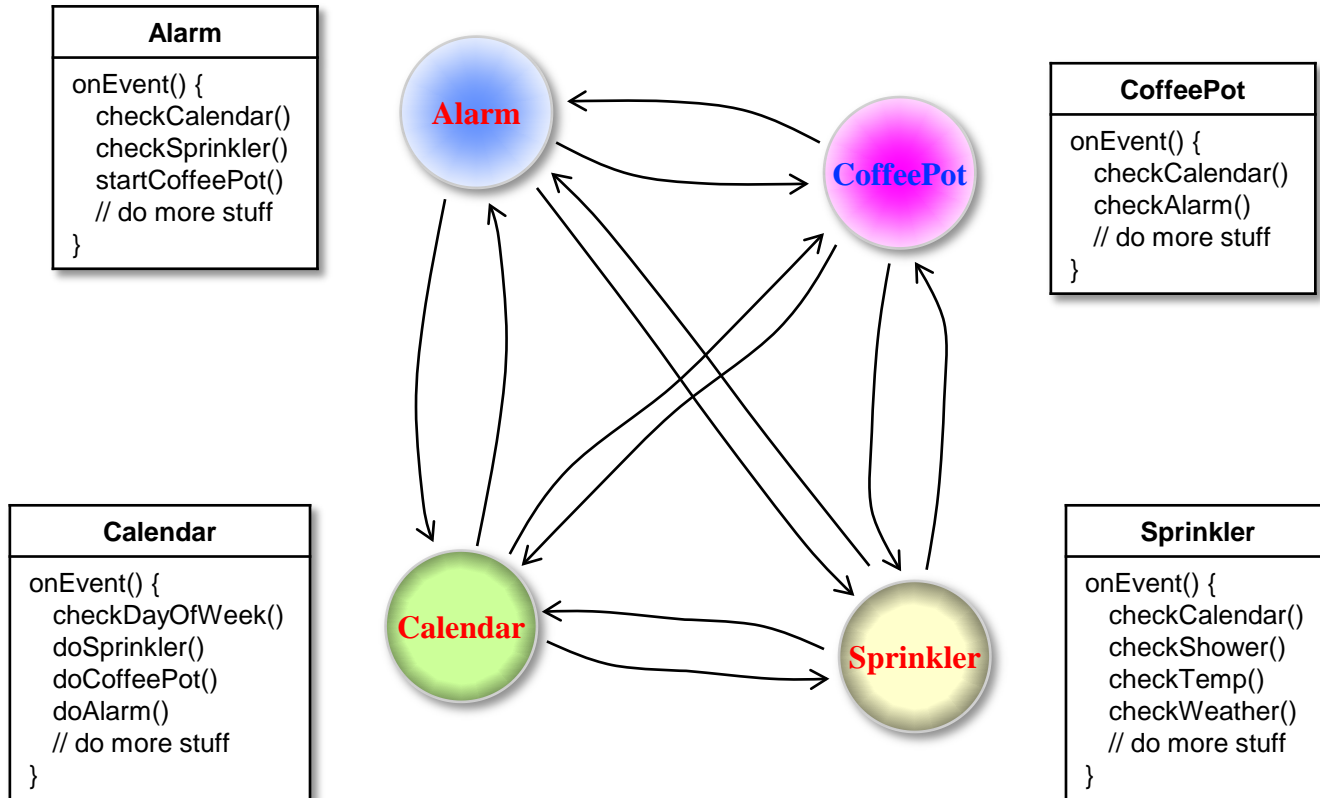 Alarm
onEvent() {
checkCalendar()
checkSprinkler()
startCoffeePot()
// do more stuff
}
Alarm
CoffeePot
CoffeePot
onEvent() {
checkCalendar()
checkAlarm()
// do more stuff
}
Calendar
onEvent() {
checkDayOfWeek()
doSprinkler()
doCoffeePot()
doAlarm()
// do more stuff
}
Calendar
Sprinkler
Sprinkler
onEvent() {
checkCalendar()
checkShower()
checkTemp()
checkWeather()
// do more stuff
}